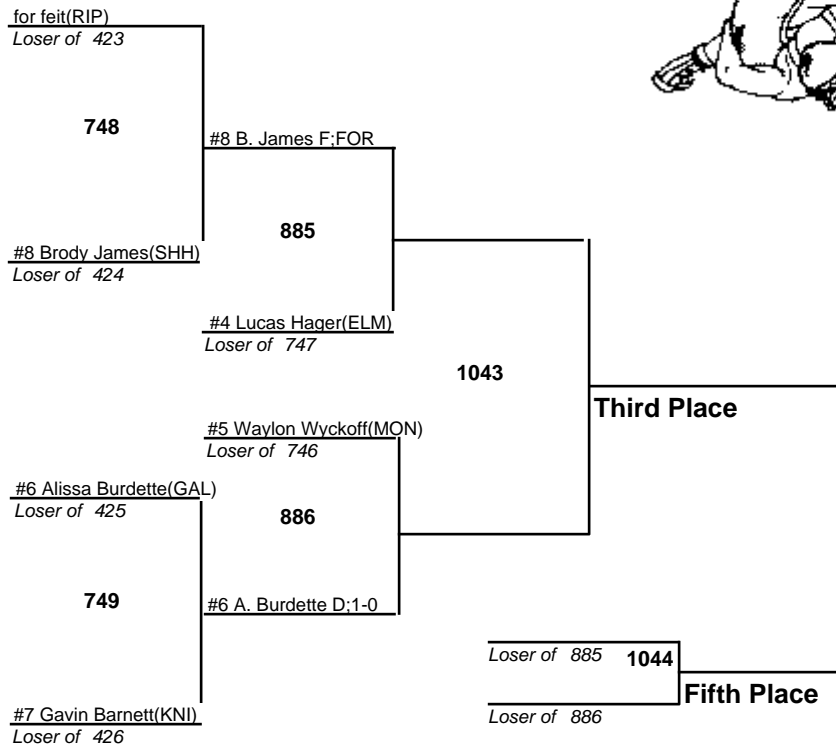 for feit(RIP)
Loser of 423
748
#8 B. James F;FOR
885
#8 Brody James(SHH)
Loser of 424
#4 Lucas Hager(ELM)
Loser of 747
1043
Third Place
#5 Waylon Wyckoff(MON)
Loser of 746
#6 Alissa Burdette(GAL)
Loser of 425
886
749
#6 A. Burdette D;1-0
Loser of 885 1044
Fifth Place
Loser of 886
#7 Gavin Barnett(KNI)
Loser of 426